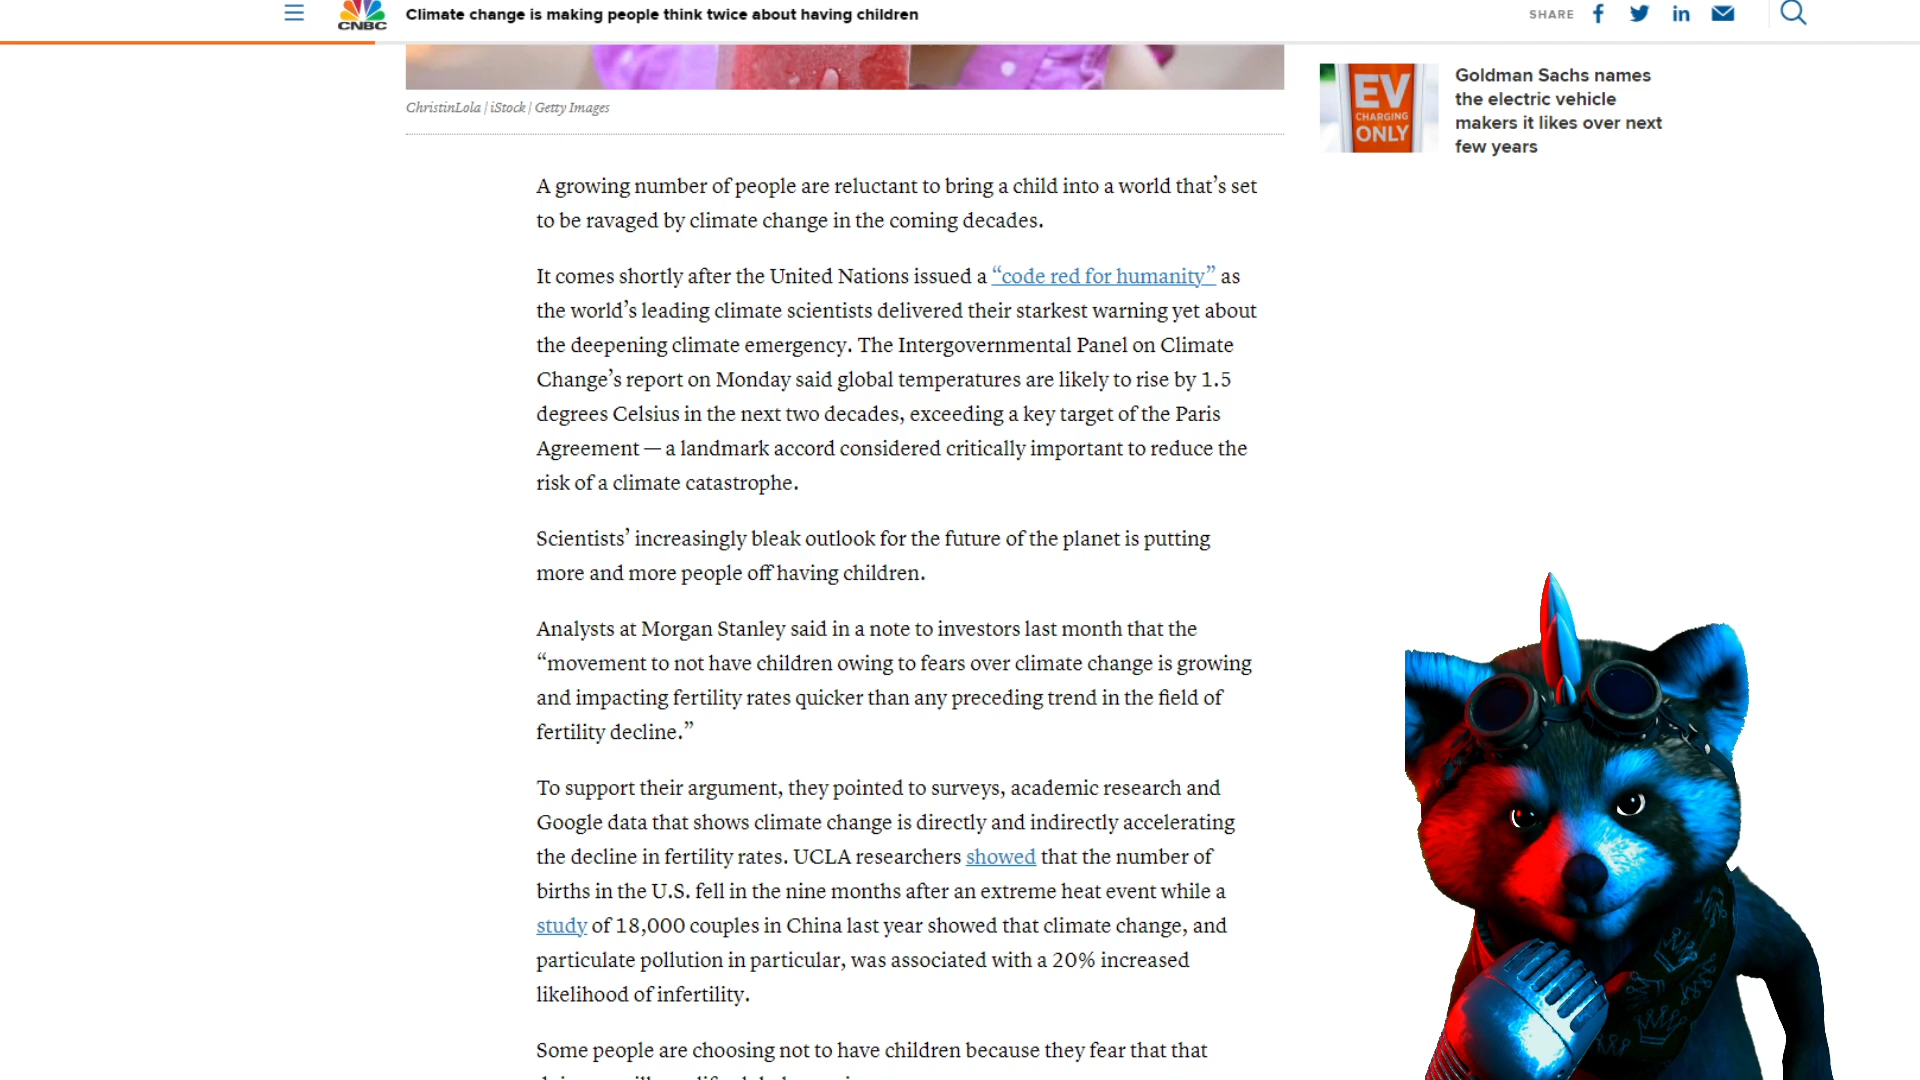 CNBC
Climate change is making people think twice about having children
SHARE
ChristinLola | iStock | Getty Images
EV
CHARGING
ONLY
Goldman Sachs names
the electric vehicle
makers it likes over next
few years
A growing number of people are reluctant to bring a child into a world that’s set
to be ravaged by climate change in the coming decades.
It comes shortly after the United Nations issued a “code red for humanity” as
the world’s leading climate scientists delivered their starkest warning yet about
the deepening climate emergency. The Intergovernmental Panel on Climate
Change’s report on Monday said global temperatures are likely to rise by 1.5
degrees Celsius in the next two decades, exceeding a key target of the Paris
Agreement — a landmark accord considered critically important to reduce the
risk of a climate catastrophe.
Scientists’ increasingly bleak outlook for the future of the planet is putting
more and more people off having children.
Analysts at Morgan Stanley said in a note to investors last month that the
“movement to not have children owing to fears over climate change is growing
and impacting fertility rates quicker than any preceding trend in the field of
fertility decline.”
To support their argument, they pointed to surveys, academic research and
Google data that shows climate change is directly and indirectly accelerating
the decline in fertility rates. UCLA researchers showed that the number of
births in the U.S. fell in the nine months after an extreme heat event while a
study of 18,000 couples in China last year showed that climate change, and
particulate pollution in particular, was associated with a 20% increased
likelihood of infertility.
Some people are choosing not to have children because they fear that that